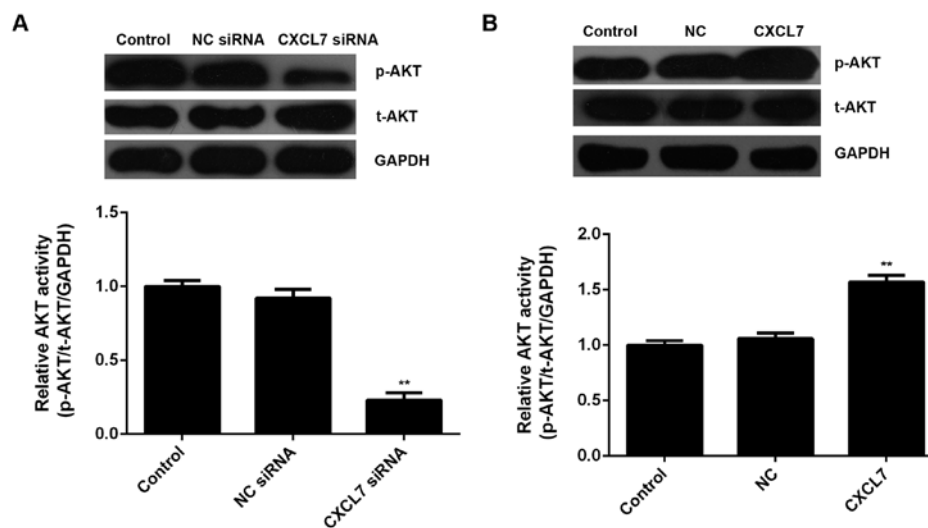 A
Control NC siRNA CXCL7 siRNA
p-AKT
t-AKT
GAPDH
Relative AKT activity
(p-AKT/t-AKT/GAPDH)
1.5
1.0
0.5
0.0
**
Control
NC siRNA
CXCL7 siRNA
B
Control NC CXCL7
p-AKT
t-AKT
GAPDH
Relative AKT activity
(p-AKT/t-AKT/GAPDH)
2.0
1.5
1.0
0.5
0.0
**
Control
NC
CXCL7